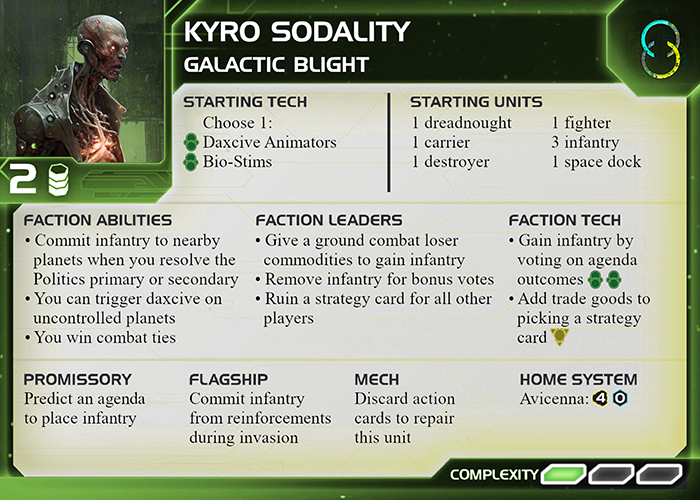 KYRO SODALITY
GALACTIC BLIGHT
2
STARTING TECH
Choose 1:
Daxcive Animators
Bio-Stims
STARTING UNITS
1 dreadnought
1 carrier
1 destroyer
1 fighter
3 infantry
1 space dock
FACTION ABILITIES
• Commit infantry to nearby
planets when you resolve the
Politics primary or secondary
• You can trigger daxcive on
uncontrolled planets
• You win combat ties
FACTION LEADERS
• Give a ground combat loser
commodities to gain infantry
• Remove infantry for bonus votes
• Ruin a strategy card for all other
players
FACTION TECH
• Gain infantry by
voting on agenda
outcomes
• Add trade goods to
picking a strategy
card
PROMISSORY
Predict an agenda
to place infantry
FLAGSHIP
Commit infantry
from reinforcements
during invasion
MECH
Discard action
cards to repair
this unit
HOME SYSTEM
Avicenna: 4 0
COMPLEXITY